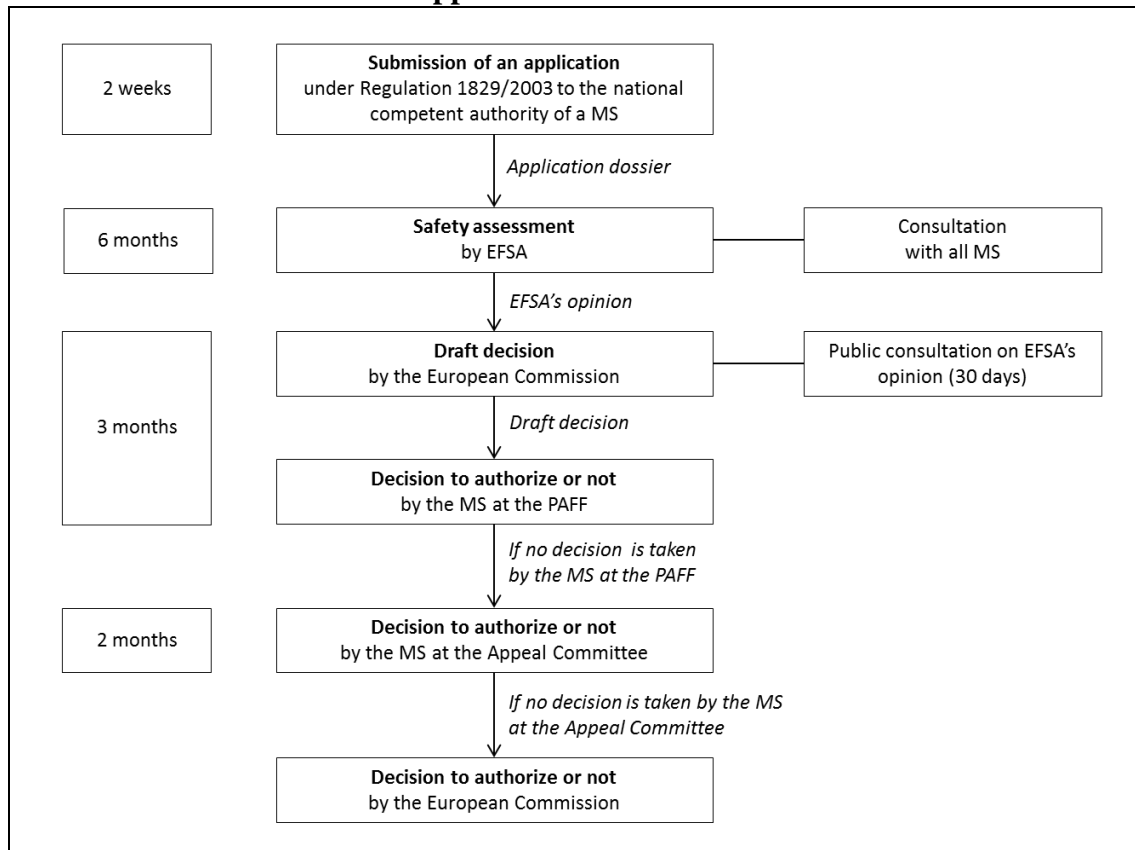 2 weeks
Submission of an application
under Regulation 1829/2003 to the national
competent authority of a MS
Application dossier
6 months
Safety assessment
by EFSA
Consultation
with all MS
EFSA's opinion
3 months
Draft decision
by the European Commission
Public consultation on EFSA's
opinion (30 days)
Draft decision
Decision to authorize or not
by the MS at the PAFF
If no decision is taken
by the MS at the PAFF
2 months
Decision to authorize or not
by the MS at the Appeal Committee
If no decision is taken by the MS
at the Appeal Committee
Decision to authorize or not
by the European Commission